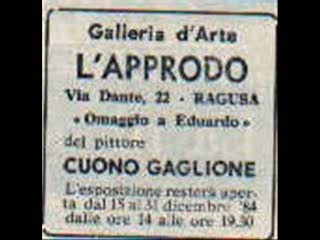 Galleria d'Arte
L'APPRODO
Via Dante, 22 - RAGUSA
«Omaggio a Eduardo»
del pittore
CUONO GAGLIONE
L'esposizione resterà aper-
ta dal 15 al 31 dicembre '84
dalle ore 14 alle ore 19,30